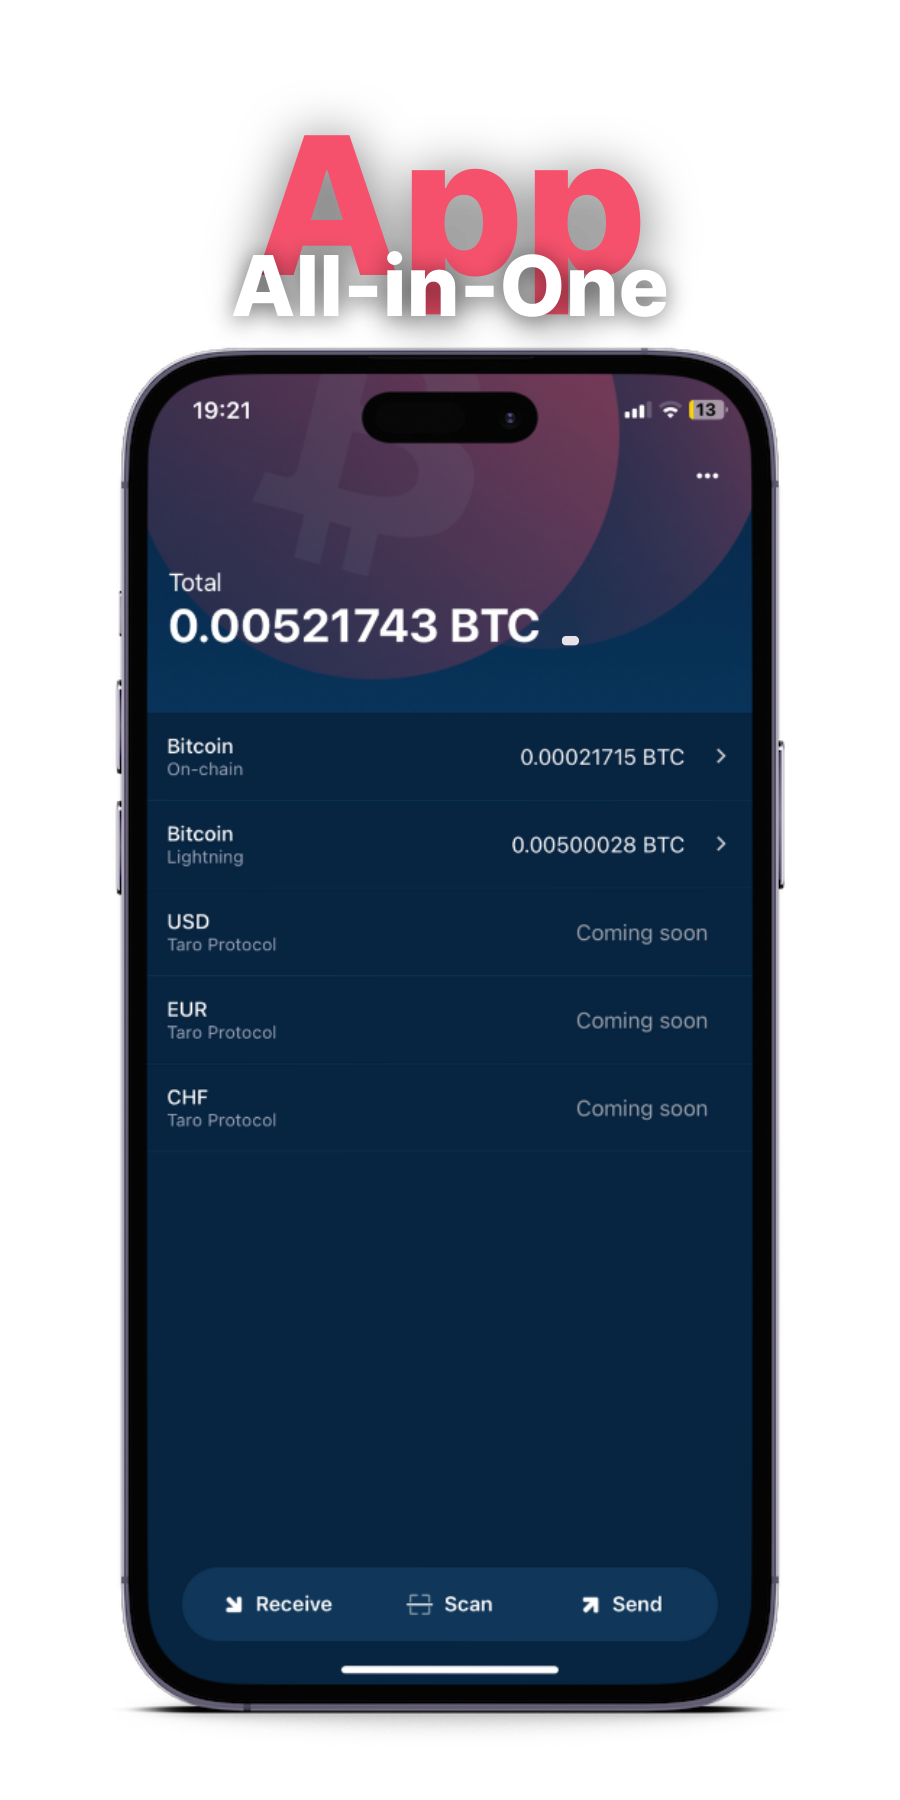 App
All-in-One
19:21
13
Total
0.00521743 BTC
Bitcoin
On-chain
0.00021715 BTC
Bitcoin
Lightning
0.00500028 BTC
USD
Taro Protocol
Coming soon
EUR
Taro Protocol
Coming soon
CHF
Taro Protocol
Coming soon
Receive
Scan
Send